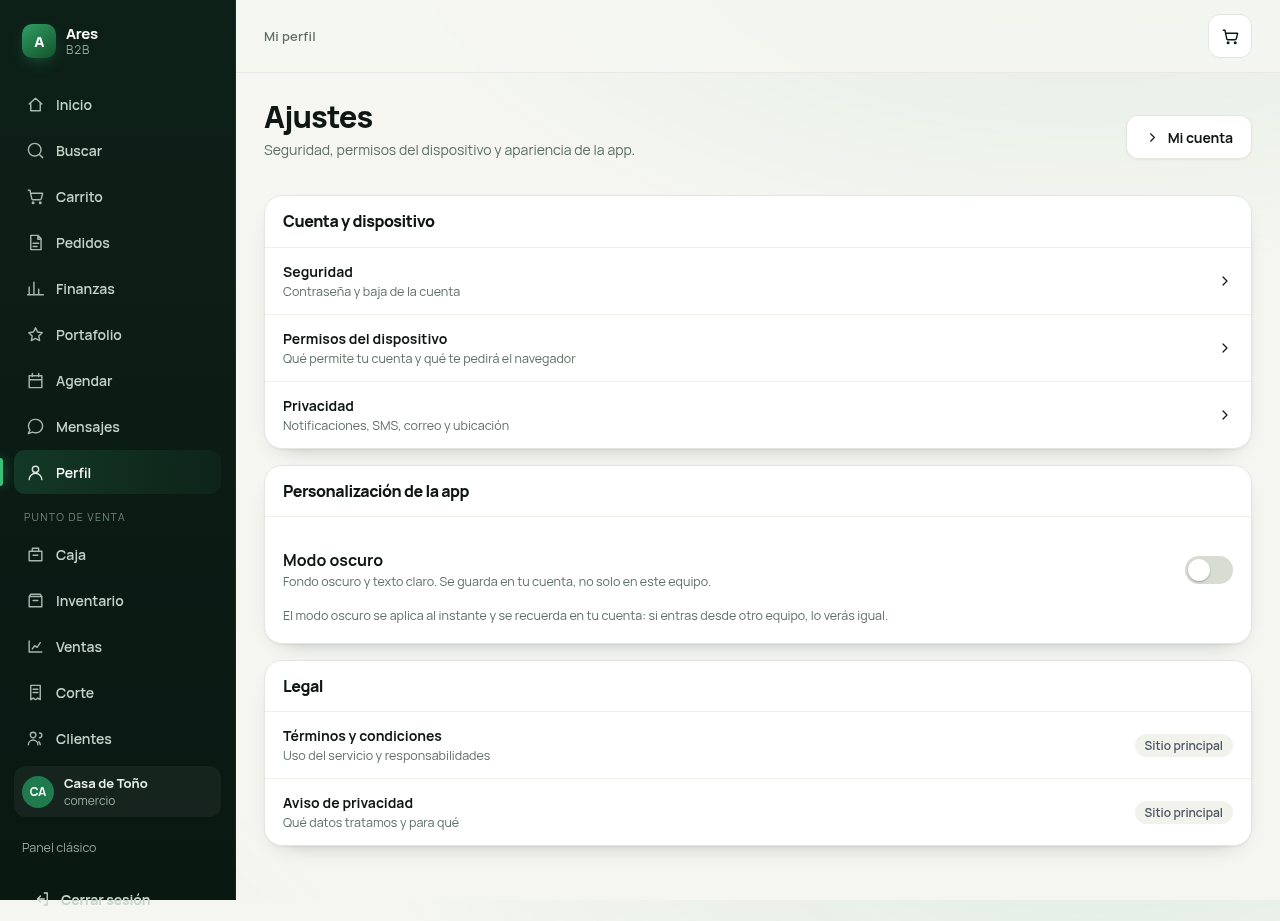 A
Ares
B2B
Inicio
Buscar
Carrito
Pedidos
Finanzas
Portafolio
Agendar
Mensajes
Perfil
PUNTO DE VENTA
Caja
Inventario
Ventas
Corte
Clientes
CA
Casa de Toño
comercio
Panel clásico
Cerrar sesión
Mi perfil
Ajustes
Seguridad, permisos del dispositivo y apariencia de la app.
Mi cuenta
Cuenta y dispositivo
Seguridad
Contraseña y baja de la cuenta
Permisos del dispositivo
Qué permite tu cuenta y qué te pedirá el navegador
Privacidad
Notificaciones, SMS, correo y ubicación
Personalización de la app
Modo oscuro
Fondo oscuro y texto claro. Se guarda en tu cuenta, no solo en este equipo.
El modo oscuro se aplica al instante y se recuerda en tu cuenta: si entras desde otro equipo, lo verás igual.
Legal
Términos y condiciones
Uso del servicio y responsabilidades
Sitio principal
Aviso de privacidad
Qué datos tratamos y para qué
Sitio principal